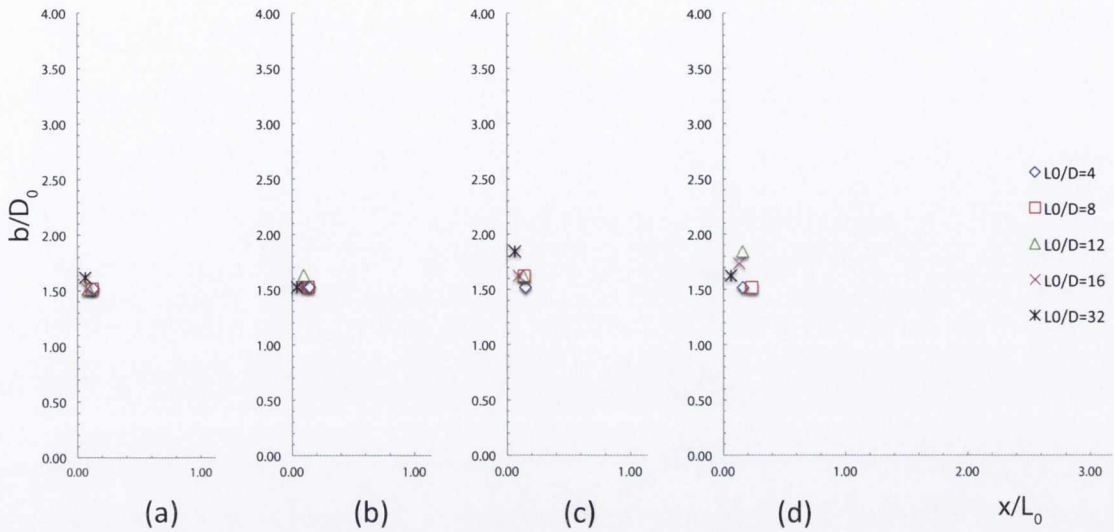 4.00 4.00 4.00 4.00
3.50 3.50 3.50 3.50
3.00 3.00 3.00 3.00
2.50 2.50 2.50 2.50
2.00 2.00 2.00 2.00
1.50 1.50 1.50 1.50
1.00 1.00 1.00 1.00
0.50 0.50 0.50 0.50
0.00 0.00 0.00 0.00
b/D₀
L0/D=4
L0/D=8
L0/D=12
L0/D=16
L0/D=32
0.00 1.00 0.00 1.00 0.00 1.00 0.00 1.00 2.00 3.00
(a) (b) (c) (d) x/L₀